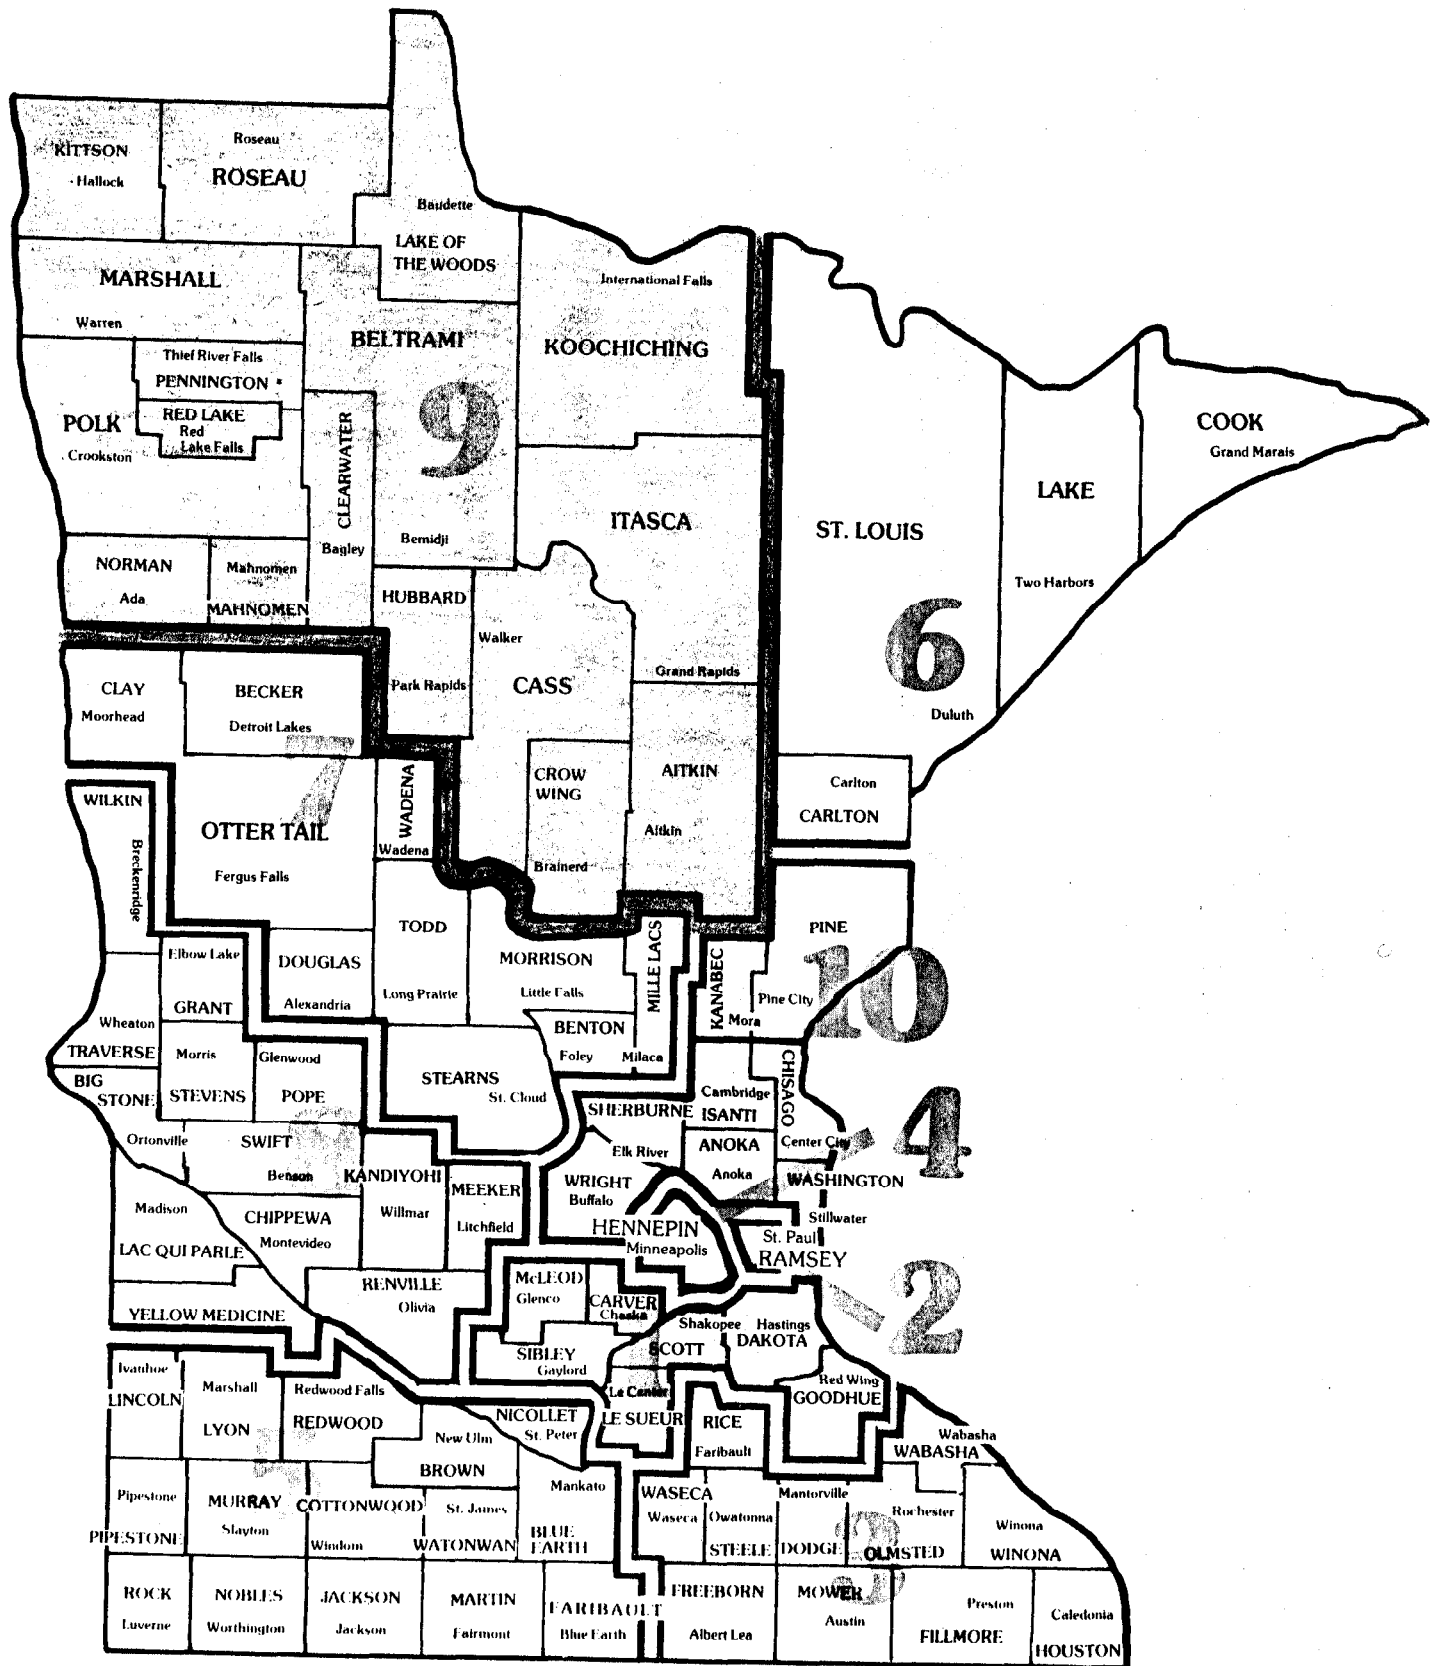 KITTSON
Hallock
Roseau
ROSEAU
Baudette
LAKE OF
THE WOODS
International Falls
KOOCHICHING
MARSHALL
Warren
BELTRAMI
Bemidji
Thief River Falls
PENNINGTON
RED LAKE
Red
Lake Falls
POLK
Crookston
CLEARWATER
Bagley
9
ITASCA
Grand Rapids
ST. LOUIS
Duluth
6
LAKE
Two Harbors
COOK
Grand Marais
NORMAN
Ada
Mahnomen
MAHNOMEN
HUBBARD
Park Rapids
Walker
CASS
CLAY
Moorhead
BECKER
Detroit Lakes
7
CROW
WING
Brainerd
AITKIN
Aitkin
Carlton
CARLTON
WILKIN
Breckenridge
OTTER TAIL
Fergus Falls
WADENA
Wadena
TODD
Long Prairie
MORRISON
Little Falls
MILLE LACS
Milaca
KANABEC
Mora
PINE
Pine City
10
Elbow Lake
GRANT
DOUGLAS
Alexandria
Wheaton
TRAVERSE
BENTON
Foley
BIG
STONE
Ortonville
Morris
STEVENS
Glenwood
POPE
STEARNS
St. Cloud
SHERBURNE
Elk River
Cambridge
ISANTI
CHISAGO
Center City
4
SWIFT
Benson
KANDIYOHI
Willmar
MEEKER
Litchfield
WRIGHT
Buffalo
ANOKA
Anoka
WASHINGTON
Stillwater
Madison
LAC QUI PARLE
CHIPPEWA
Montevideo
HENNEPIN
Minneapolis
St. Paul
RAMSEY
YELLOW MEDICINE
RENVILLE
Olivia
McLEOD
Glenco
CARVER
Chaska
Shakopee
SCOTT
Hastings
DAKOTA
2
SIBLEY
Gaylord
Ivanhoe
LINCOLN
Marshall
LYON
Redwood Falls
REDWOOD
Le Center
LE SUEUR
Red Wing
GOODHUE
NICOLLET
St. Peter
RICE
Faribault
Wabasha
WABASHA
New Ulm
BROWN
Pipestone
PIPESTONE
MURRAY
Slayton
COTTONWOOD
Windom
St. James
WATONWAN
Mankato
BLUE
EARTH
WASECA
Waseca
Owatonna
STEELE
Mantorville
DODGE
Rochester
OLMSTED
3
Winona
WINONA
ROCK
Luverne
NOBLES
Worthington
JACKSON
Jackson
MARTIN
Fairmont
FARIBAULT
Blue Earth
FREEBORN
Albert Lea
MOWER
Austin
Preston
FILLMORE
Caledonia
HOUSTON